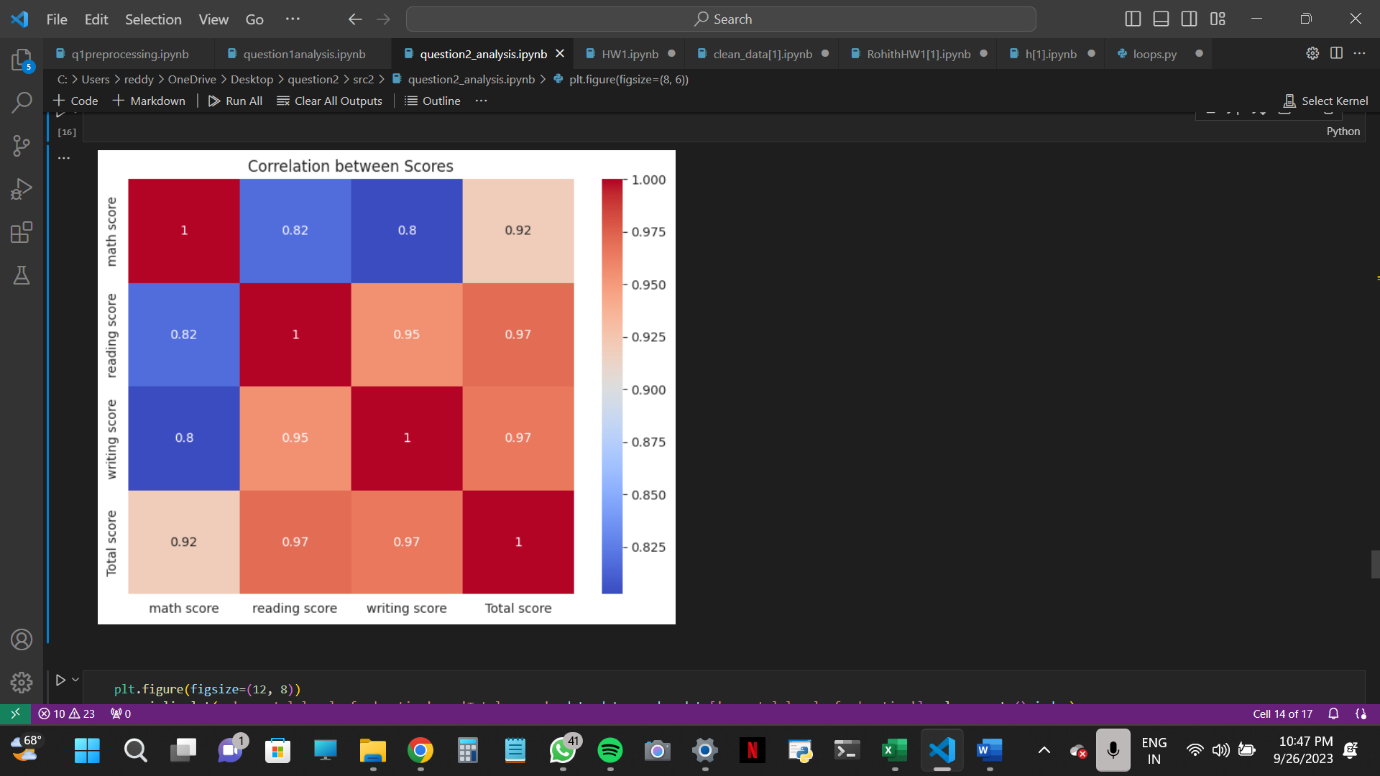 File Edit Selection View Go ··· Search
q1preprocessing.ipynb question1analysis.ipynb question2_analysis.ipynb HW1.ipynb clean_data[1].ipynb RohithHW1[1].ipynb h[1].ipynb loops.py
5
C: > Users > reddy > OneDrive > Desktop > question2 > src2 > question2_analysis.ipynb > plt.figure(figsize=(8, 6))
+ Code + Markdown Run All Clear All Outputs Outline ··· Select Kernel
[16]
Python
Correlation between Scores
math score
1 0.82 0.8 0.92
reading score
0.82 1 0.95 0.97
writing score
0.8 0.95 1 0.97
Total score
0.92 0.97 0.97 1
math score reading score writing score Total score
1.000
0.975
0.950
0.925
0.900
0.875
0.850
0.825
plt.figure(figsize=(12, 8))
10 23 0 Cell 14 of 17
68° 1 41 ENG 10:47 PM
IN 9/26/2023